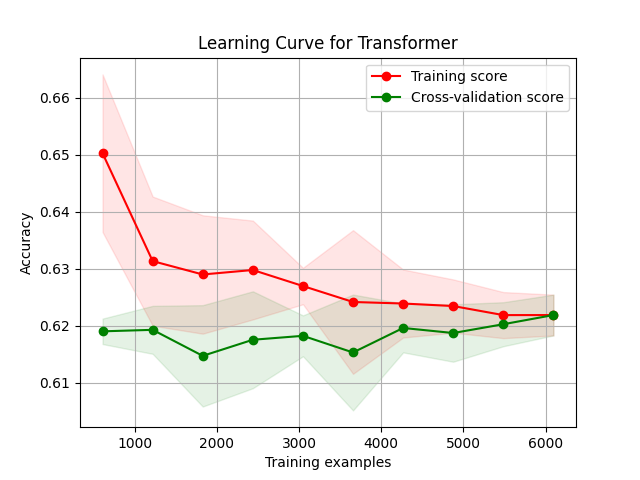 Learning Curve for Transformer
Training score
Cross-validation score
0.66
0.65
0.64
0.63
0.62
0.61
Accuracy
1000 2000 3000 4000 5000 6000
Training examples